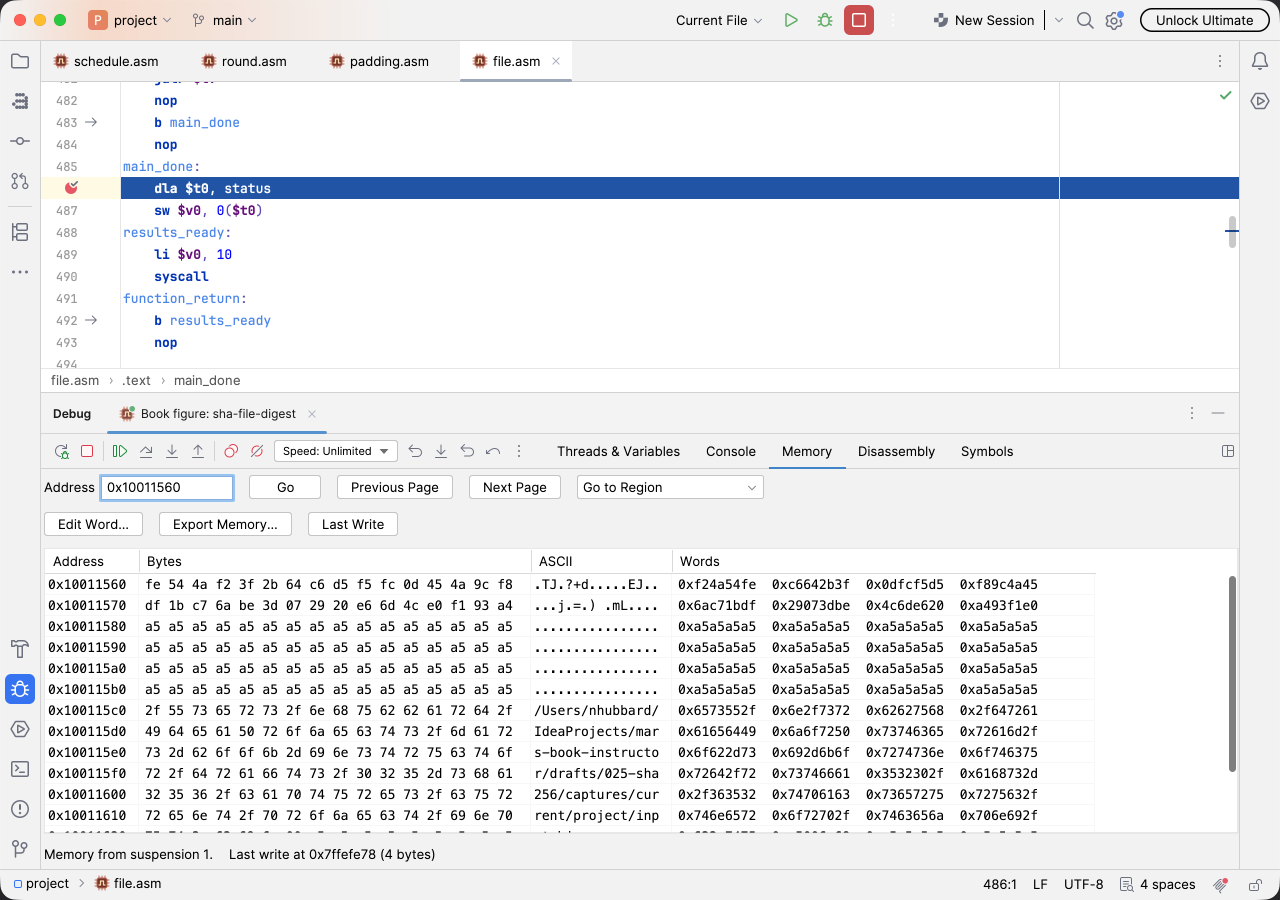 P project main Current File New Session Unlock Ultimate
schedule.asm round.asm padding.asm file.asm
482 nop
483 b main_done
484 nop
485 main_done:
dla $t0, status
487 sw $v0, 0($t0)
488 results_ready:
489 li $v0, 10
490 syscall
491 function_return:
492 b results_ready
493 nop
494
file.asm › .text › main_done
Debug Book figure: sha-file-digest
Speed: Unlimited Threads & Variables Console Memory Disassembly Symbols
Address 0x10011560 Go Previous Page Next Page Go to Region
Edit Word... Export Memory... Last Write
Address Bytes ASCII Words
0x10011560 fe 54 4a f2 3f 2b 64 c6 d5 f5 fc 0d 45 4a 9c f8 .TJ.?+d.....EJ.. 0xf24a54fe 0xc6642b3f 0x0dfcf5d5 0xf89c4a45
0x10011570 df 1b c7 6a be 3d 07 29 20 e6 6d 4c e0 f1 93 a4 ...j.=.) .mL.... 0x6ac71bdf 0x29073dbe 0x4c6de620 0xa493f1e0
0x10011580 a5 a5 a5 a5 a5 a5 a5 a5 a5 a5 a5 a5 a5 a5 a5 a5 ................ 0xa5a5a5a5 0xa5a5a5a5 0xa5a5a5a5 0xa5a5a5a5
0x10011590 a5 a5 a5 a5 a5 a5 a5 a5 a5 a5 a5 a5 a5 a5 a5 a5 ................ 0xa5a5a5a5 0xa5a5a5a5 0xa5a5a5a5 0xa5a5a5a5
0x100115a0 a5 a5 a5 a5 a5 a5 a5 a5 a5 a5 a5 a5 a5 a5 a5 a5 ................ 0xa5a5a5a5 0xa5a5a5a5 0xa5a5a5a5 0xa5a5a5a5
0x100115b0 a5 a5 a5 a5 a5 a5 a5 a5 a5 a5 a5 a5 a5 a5 a5 a5 ................ 0xa5a5a5a5 0xa5a5a5a5 0xa5a5a5a5 0xa5a5a5a5
0x100115c0 2f 55 73 65 72 73 2f 6e 68 75 62 62 61 72 64 2f /Users/nhubbard/ 0x6573552f 0x6e2f7372 0x62627568 0x2f647261
0x100115d0 49 64 65 61 50 72 6f 6a 65 63 74 73 2f 6d 61 72 IdeaProjects/mar 0x61656449 0x6a6f7250 0x73746365 0x72616d2f
0x100115e0 73 2d 62 6f 6f 6b 2d 69 6e 73 74 72 75 63 74 6f s-book-instructo 0x6f622d73 0x692d6b6f 0x7274736e 0x6f746375
0x100115f0 72 2f 64 72 61 66 74 73 2f 30 32 35 2d 73 68 61 r/drafts/025-sha 0x72642f72 0x73746661 0x3532302f 0x6168732d
0x10011600 32 35 36 2f 63 61 70 74 75 72 65 73 2f 63 75 72 256/captures/cur 0x2f363532 0x74706163 0x73657275 0x7275632f
0x10011610 72 65 6e 74 2f 70 72 6f 6a 65 63 74 2f 69 6e 70 rent/project/inp 0x746e6572 0x6f72702f 0x7463656a 0x706e692f
Memory from suspension 1. Last write at 0x7ffefe78 (4 bytes)
project › file.asm 486:1 LF UTF-8 4 spaces